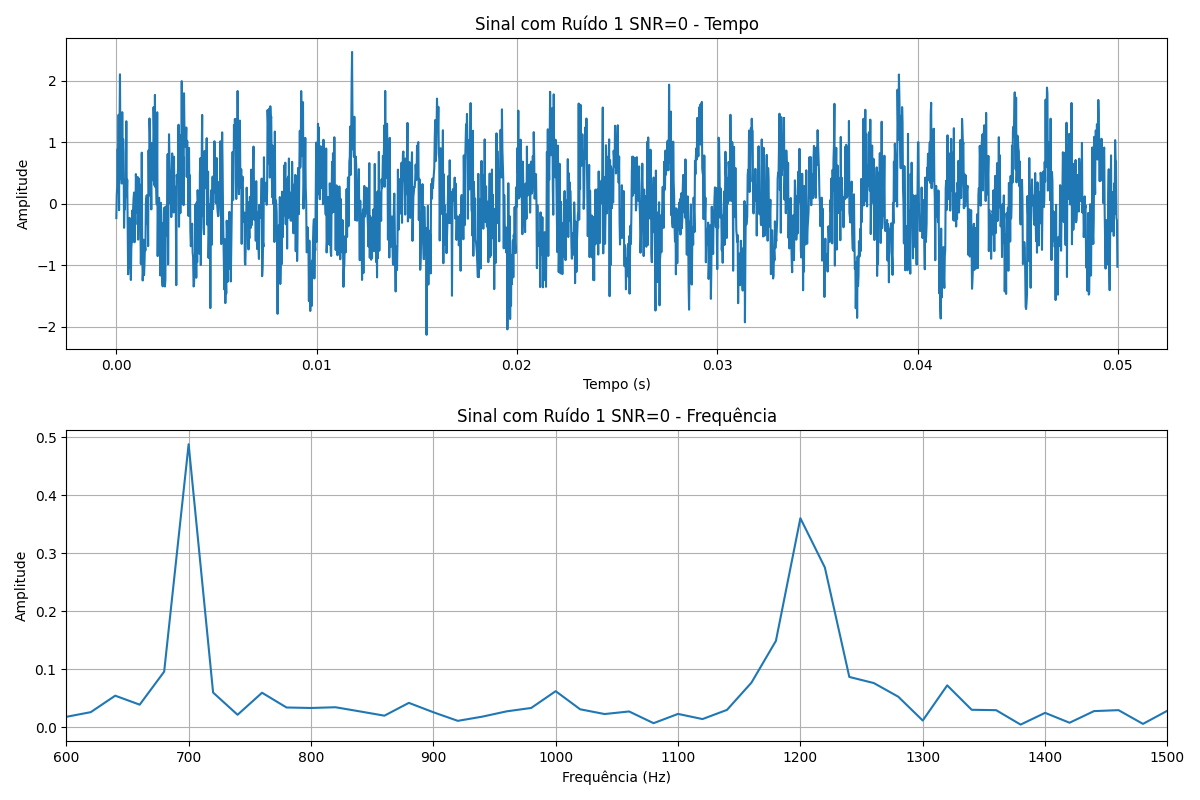 Sinal com Ruído 1 SNR=0 - Tempo
Amplitude
2
1
0
−1
−2
0.00 0.01 0.02 0.03 0.04 0.05
Tempo (s)
Sinal com Ruído 1 SNR=0 - Frequência
Amplitude
0.5
0.4
0.3
0.2
0.1
0.0
600 700 800 900 1000 1100 1200 1300 1400 1500
Frequência (Hz)